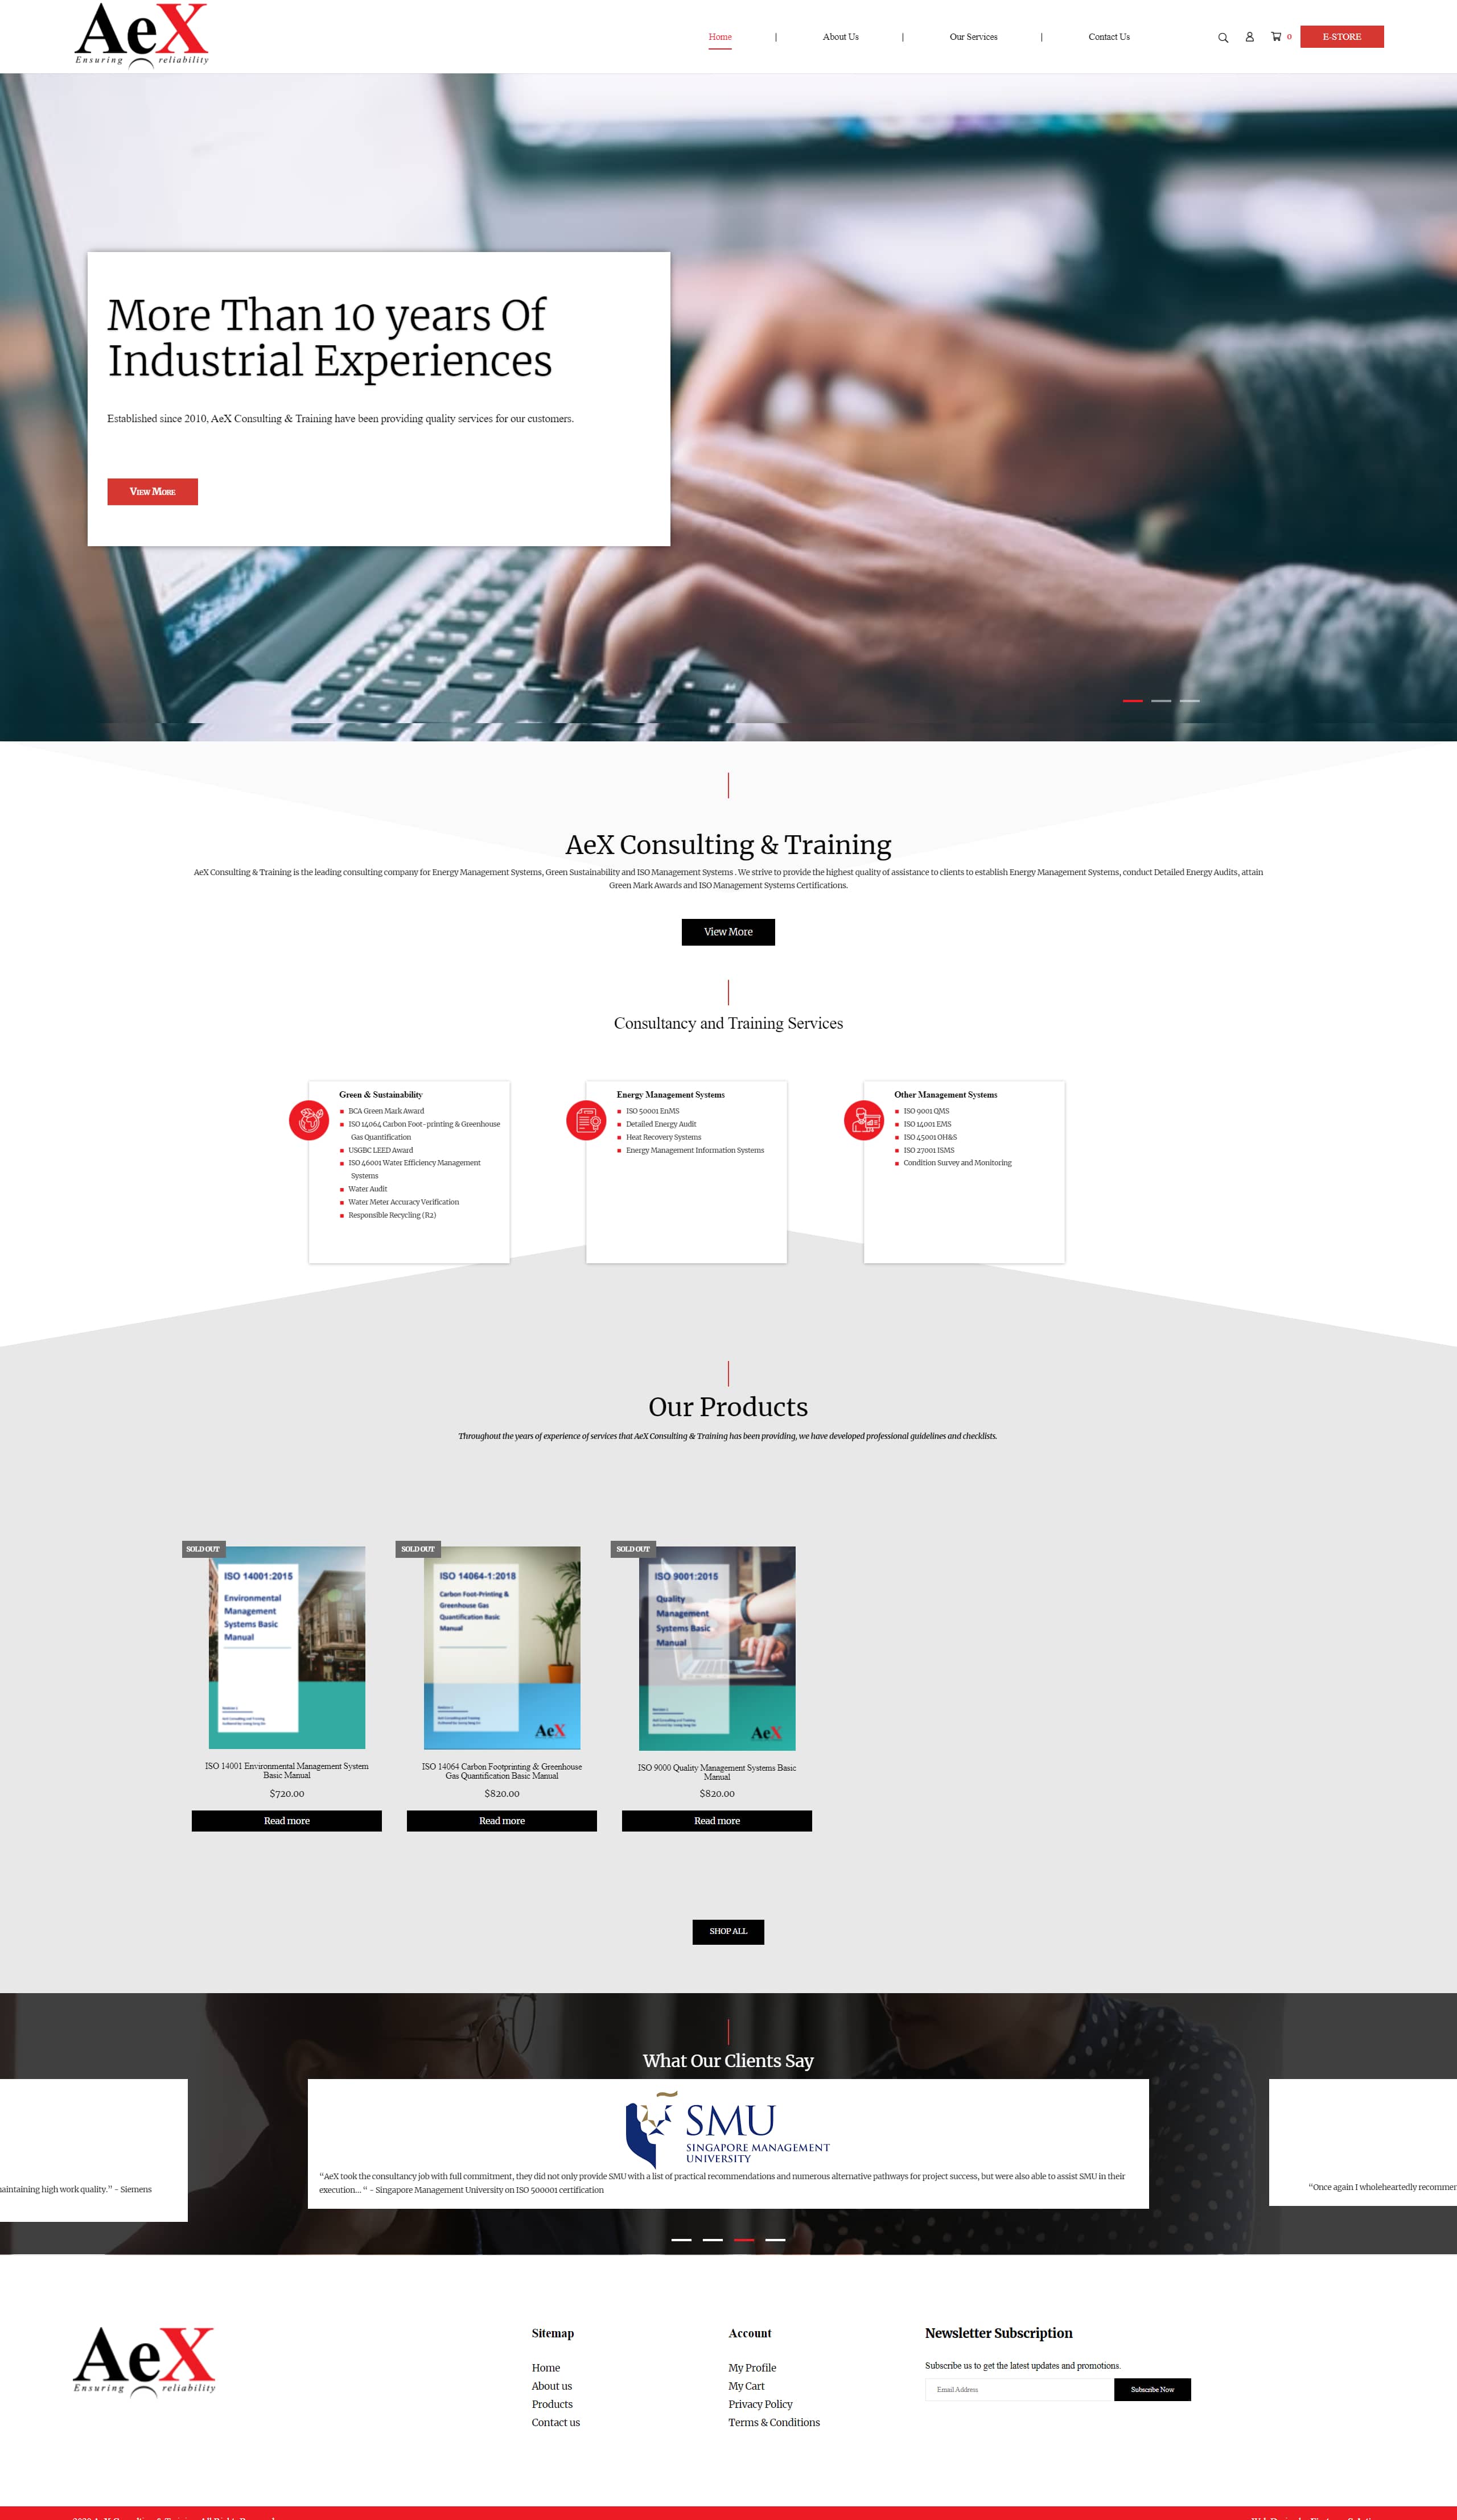 AeX
Ensuring reliability
Home | About Us | Our Services | Contact Us 0 E-STORE
More Than 10 years Of
Industrial Experiences
Established since 2010, AeX Consulting & Training have been providing quality services for our customers.
View More
AeX Consulting & Training
AeX Consulting & Training is the leading consulting company for Energy Management Systems, Green Sustainability and ISO Management Systems . We strive to provide the highest quality of assistance to clients to establish Energy Management Systems, conduct Detailed Energy Audits, attain
Green Mark Awards and ISO Management Systems Certifications.
View More
Consultancy and Training Services
Green & Sustainability
BCA Green Mark Award
ISO 14064 Carbon Foot-printing & Greenhouse
Gas Quantification
USGBC LEED Award
ISO 46001 Water Efficiency Management
Systems
Water Audit
Water Meter Accuracy Verification
Responsible Recycling (R2)
Energy Management Systems
ISO 50001 EnMS
Detailed Energy Audit
Heat Recovery Systems
Energy Management Information Systems
Other Management Systems
ISO 9001 QMS
ISO 14001 EMS
ISO 45001 OH&S
ISO 27001 ISMS
Condition Survey and Monitoring
Our Products
Throughout the years of experience of services that AeX Consulting & Training has been providing, we have developed professional guidelines and checklists.
SOLD OUT
ISO 14001:2015
Environmental
Management
Systems Basic
Manual
ISO 14001 Environmental Management System
Basic Manual
$720.00
Read more
SOLD OUT
ISO 14064-1:2018
Carbon Foot-Printing &
Greenhouse Gas
Quantification Basic
Manual
AeX
ISO 14064 Carbon Footprinting & Greenhouse
Gas Quantification Basic Manual
$820.00
Read more
SOLD OUT
ISO 9001:2015
Quality
Management
Systems Basic
Manual
AeX
ISO 9000 Quality Management Systems Basic
Manual
$820.00
Read more
SHOP ALL
What Our Clients Say
maintaining high work quality.” - Siemens
SMU
SINGAPORE MANAGEMENT
UNIVERSITY
“AeX took the consultancy job with full commitment, they did not only provide SMU with a list of practical recommendations and numerous alternative pathways for project success, but were also able to assist SMU in their
execution… “ - Singapore Management University on ISO 500001 certification
“Once again I wholeheartedly
AeX
Ensuring reliability
Sitemap
Home
About us
Products
Contact us
Account
My Profile
My Cart
Privacy Policy
Terms & Conditions
Newsletter Subscription
Subscribe us to get the latest updates and promotions.
Email Address
Subscribe Now